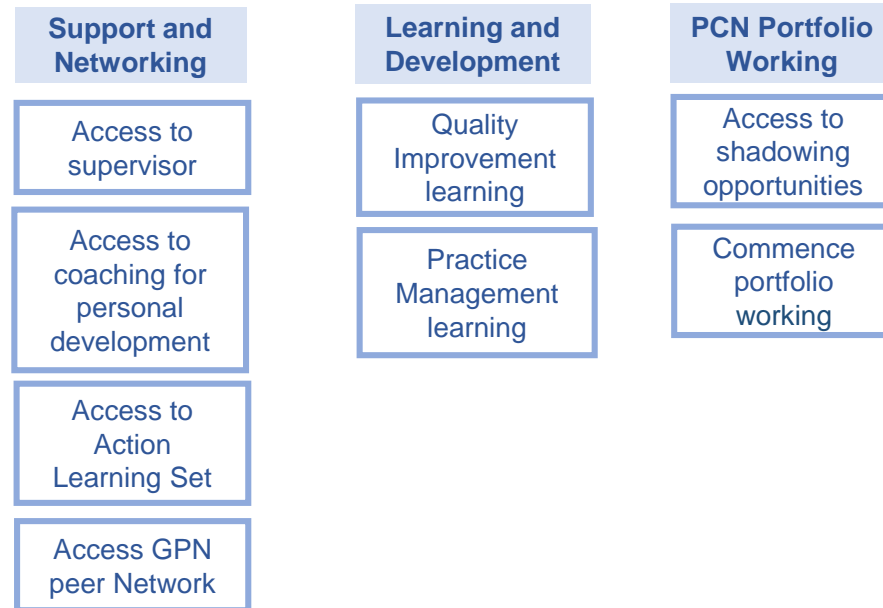 Support and
Networking
Access to
supervisor
Access to
coaching for
personal
development
Access to
Action
Learning Set
Access GPN
peer Network
Learning and
Development
Quality
Improvement
learning
Practice
Management
learning
PCN Portfolio
Working
Access to
shadowing
opportunities
Commence
portfolio
working